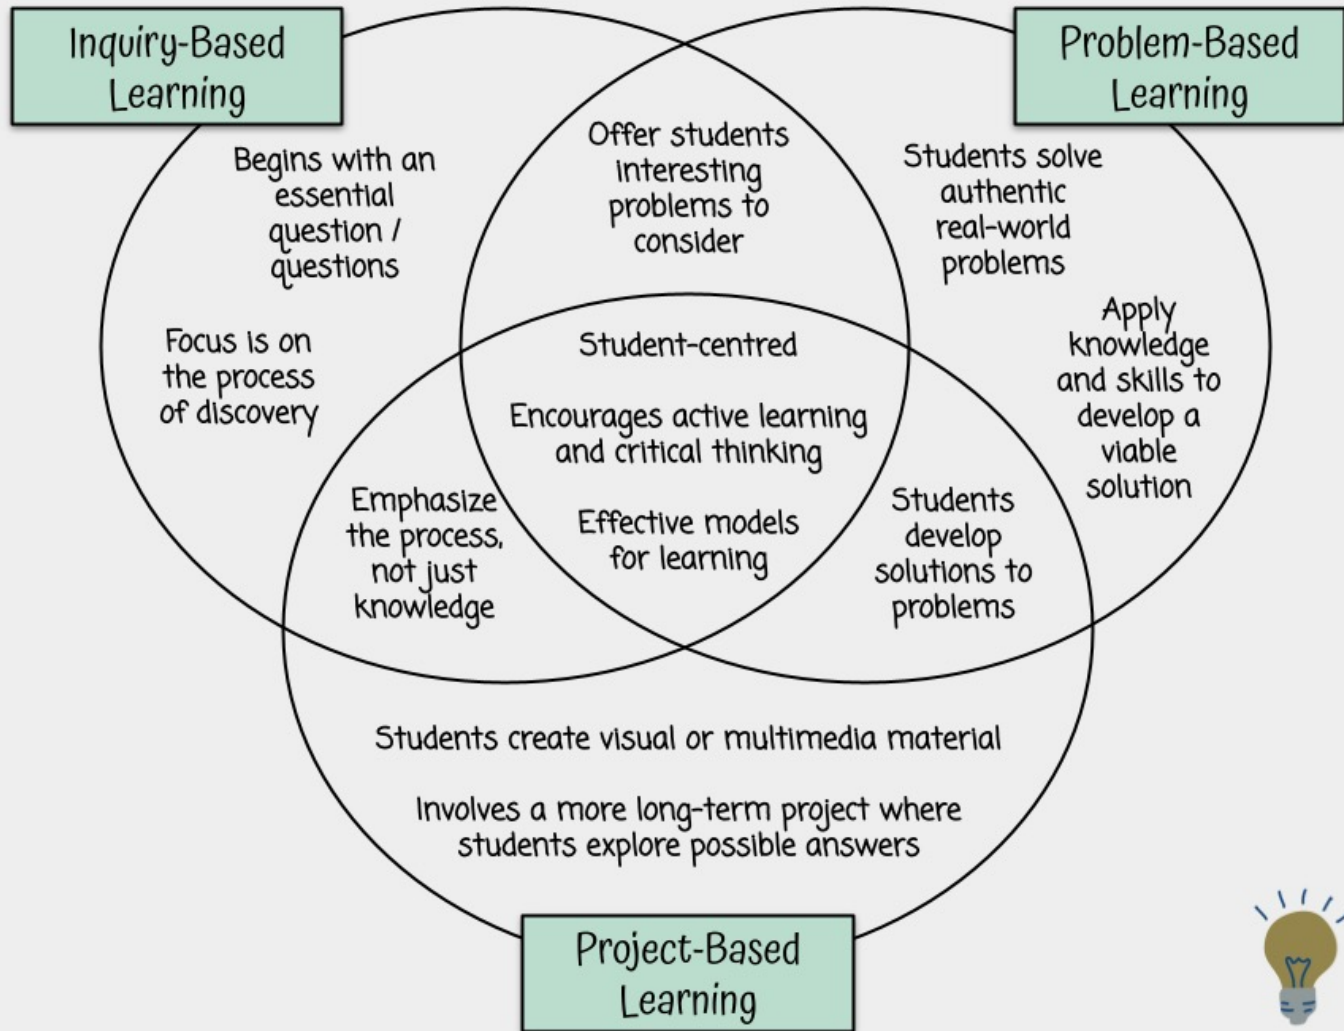 Inquiry-Based
Learning
Problem-Based
Learning
Begins with an
essential
question /
questions
Focus is on
the process
of discovery
Offer students
interesting
problems to
consider
Students solve
authentic
real-world
problems
Apply
knowledge
and skills to
develop a
viable
solution
Student-centred
Encourages active learning
and critical thinking
Effective models
for learning
Emphasize
the process,
not just
knowledge
Students
develop
solutions to
problems
Students create visual or multimedia material
Involves a more long-term project where
students explore possible answers
Project-Based
Learning